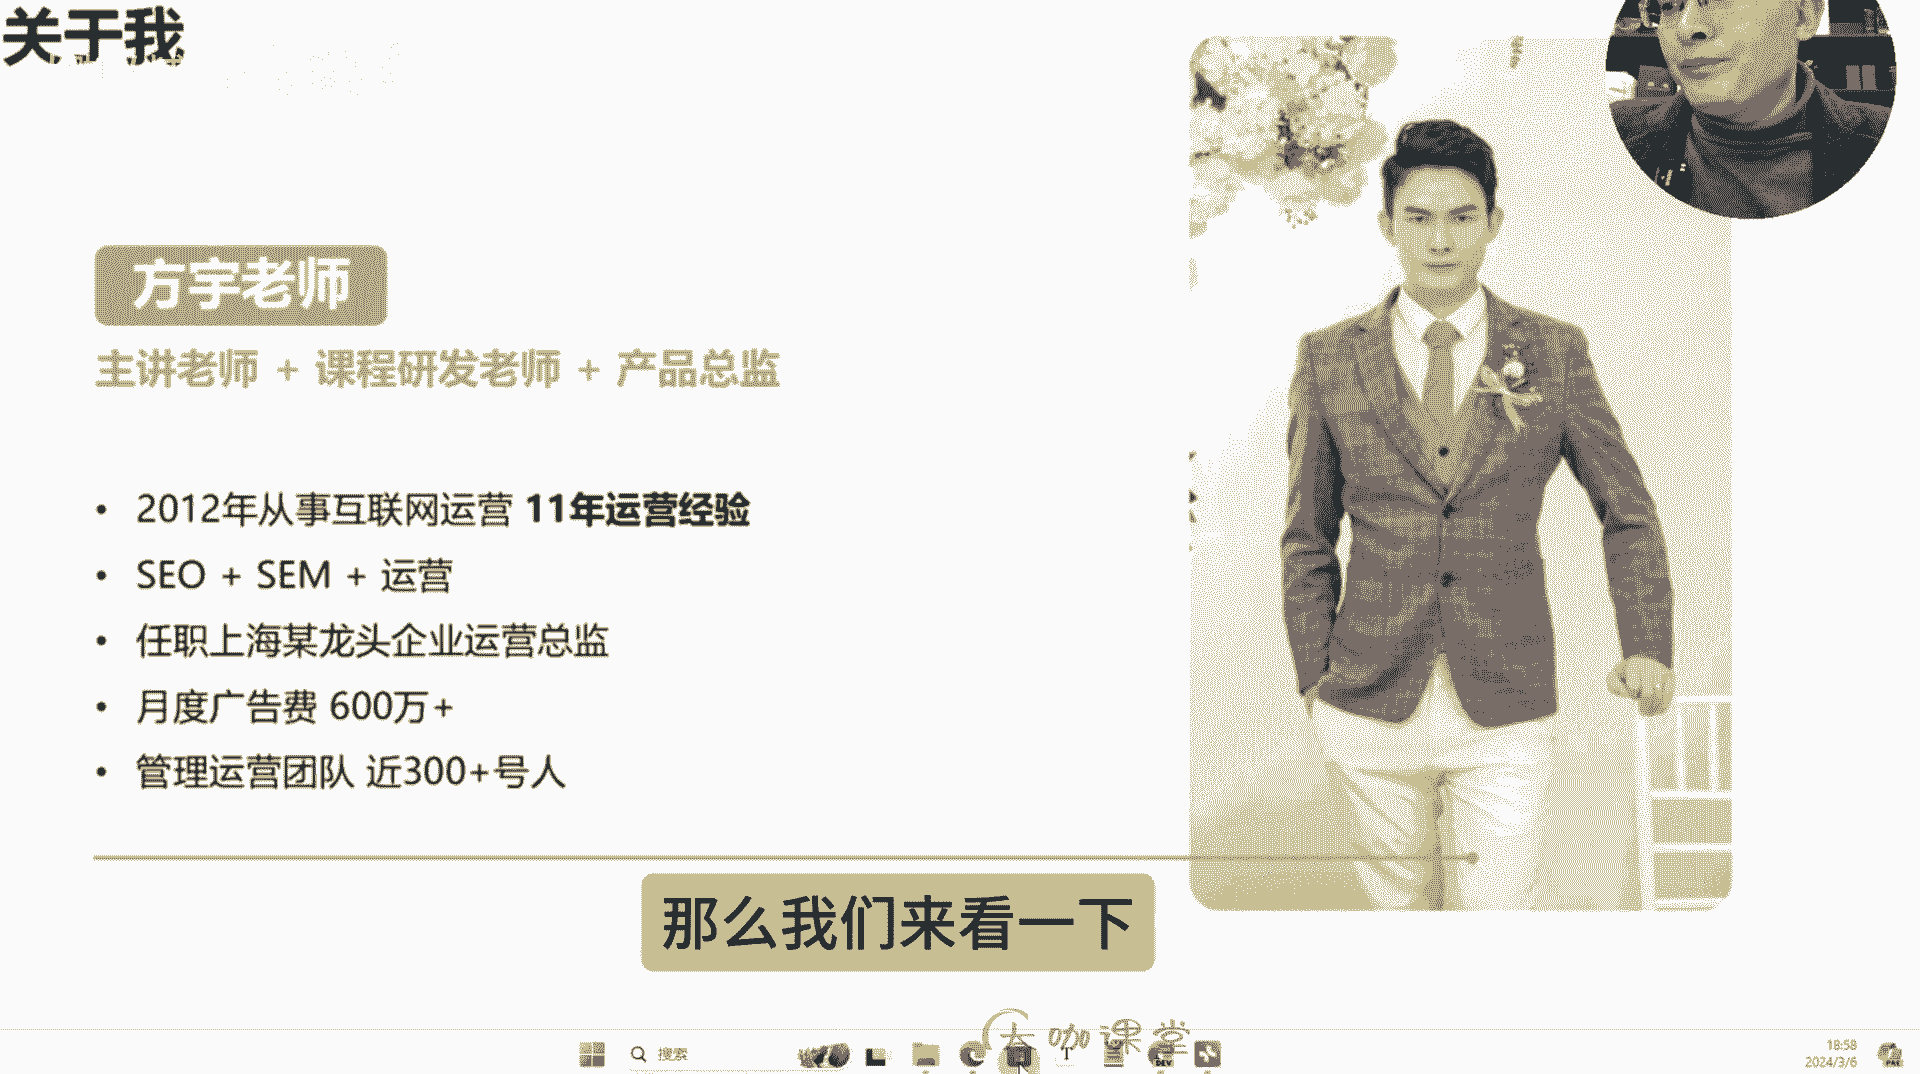 关于我
方宇老师
主讲老师 + 课程研发老师 + 产品总监
• 2012年从事互联网运营 11年运营经验
• SEO + SEM + 运营
• 任职上海某龙头企业运营总监
• 月度广告费 600万+
• 管理运营团队 近300+号人
那么我们来看一下
大咖课堂
搜索
T
DEV
18:58
2024/3/6
PRE